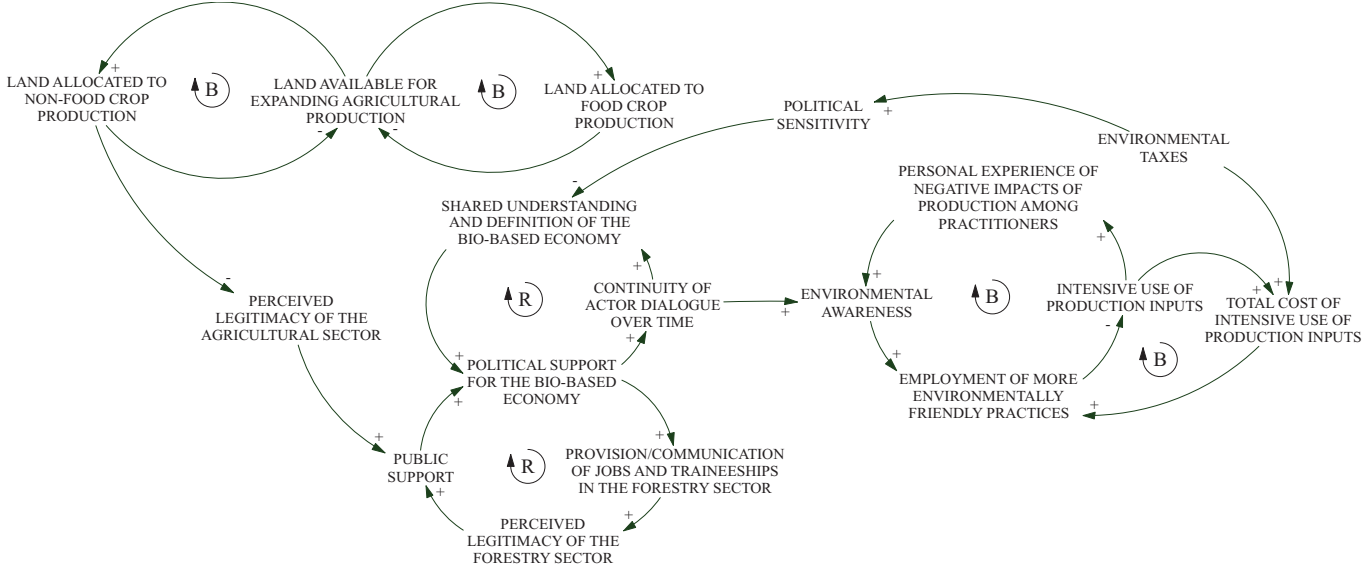 LAND ALLOCATED TO
NON-FOOD CROP
PRODUCTION
+
B
LAND AVAILABLE FOR
EXPANDING AGRICULTURAL
PRODUCTION
-
-
B
+
LAND ALLOCATED TO
FOOD CROP
PRODUCTION
POLITICAL
SENSITIVITY
+
ENVIRONMENTAL
TAXES
PERSONAL EXPERIENCE OF
NEGATIVE IMPACTS OF
PRODUCTION AMONG
PRACTITIONERS
+
-
SHARED UNDERSTANDING
AND DEFINITION OF THE
BIO-BASED ECONOMY
+
-
PERCEIVED
LEGITIMACY OF THE
AGRICULTURAL SECTOR
R
CONTINUITY OF
ACTOR DIALOGUE
OVER TIME
+
+
+
ENVIRONMENTAL
AWARENESS
B
INTENSIVE USE OF
PRODUCTION INPUTS
-
+
+
TOTAL COST OF
INTENSIVE USE OF
PRODUCTION INPUTS
B
+
POLITICAL SUPPORT
FOR THE BIO-BASED
ECONOMY
+
+
EMPLOYMENT OF MORE
ENVIRONMENTALLY
FRIENDLY PRACTICES
+
+
PUBLIC
SUPPORT
+
R
+
PROVISION/COMMUNICATION
OF JOBS AND TRAINEESHIPS
IN THE FORESTRY SECTOR
+
PERCEIVED
LEGITIMACY OF THE
FORESTRY SECTOR